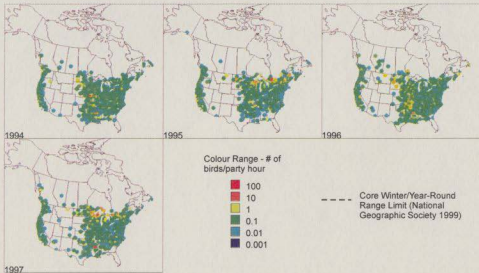 1994
1995
1996
1997
Colour Range - # of
birds/party hour
100
10
1
0.1
0.01
0.001
Core Winter/Year-Round
Range Limit (National
Geographic Society 1999)